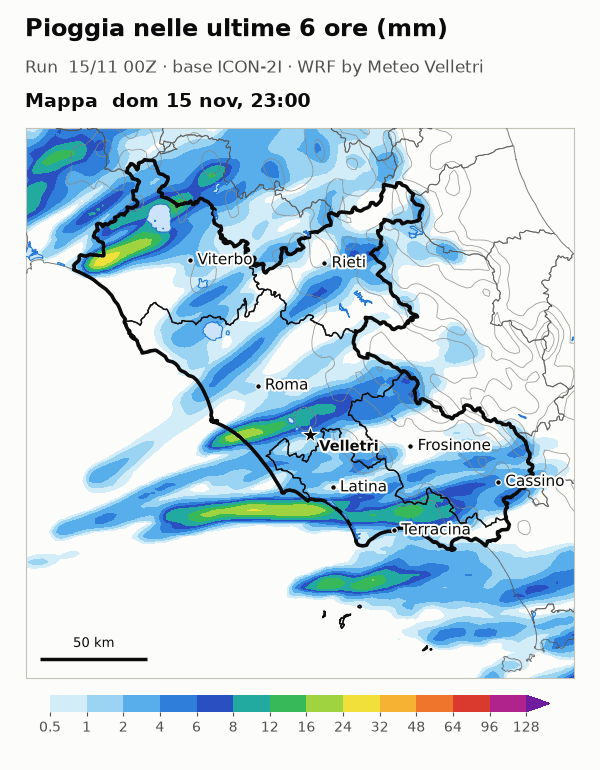 Pioggia nelle ultime 6 ore (mm)
Run  15/11 00Z · base ICON-2I · WRF by Meteo Velletri
Mappa  dom 15 nov, 23:00
Viterbo
Rieti
Roma
Velletri
Frosinone
Latina
Cassino
Terracina
50 km
0.5 1 2 4 6 8 12 16 24 32 48 64 96 128